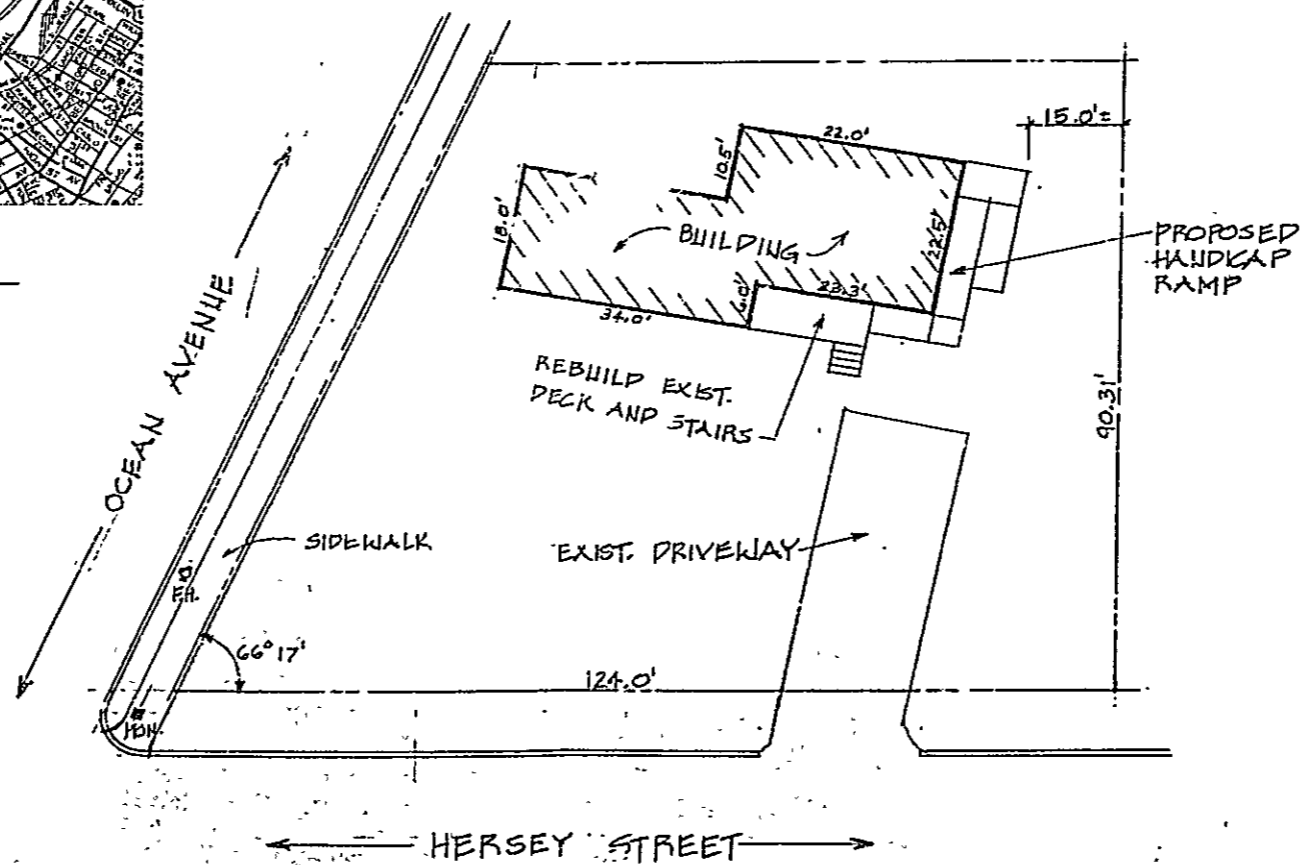 15.0'±
22.0'
10.5'
18.0'
BUILDING
22.5'
PROPOSED
HANDICAP
RAMP
6.0'
23.3'
34.0'
REBUILD EXIST.
DECK AND STAIRS
90.31'
OCEAN AVENUE
SIDEWALK
EXIST. DRIVEWAY
F.H.
66° 17'
124.0'
HERSEY STREET